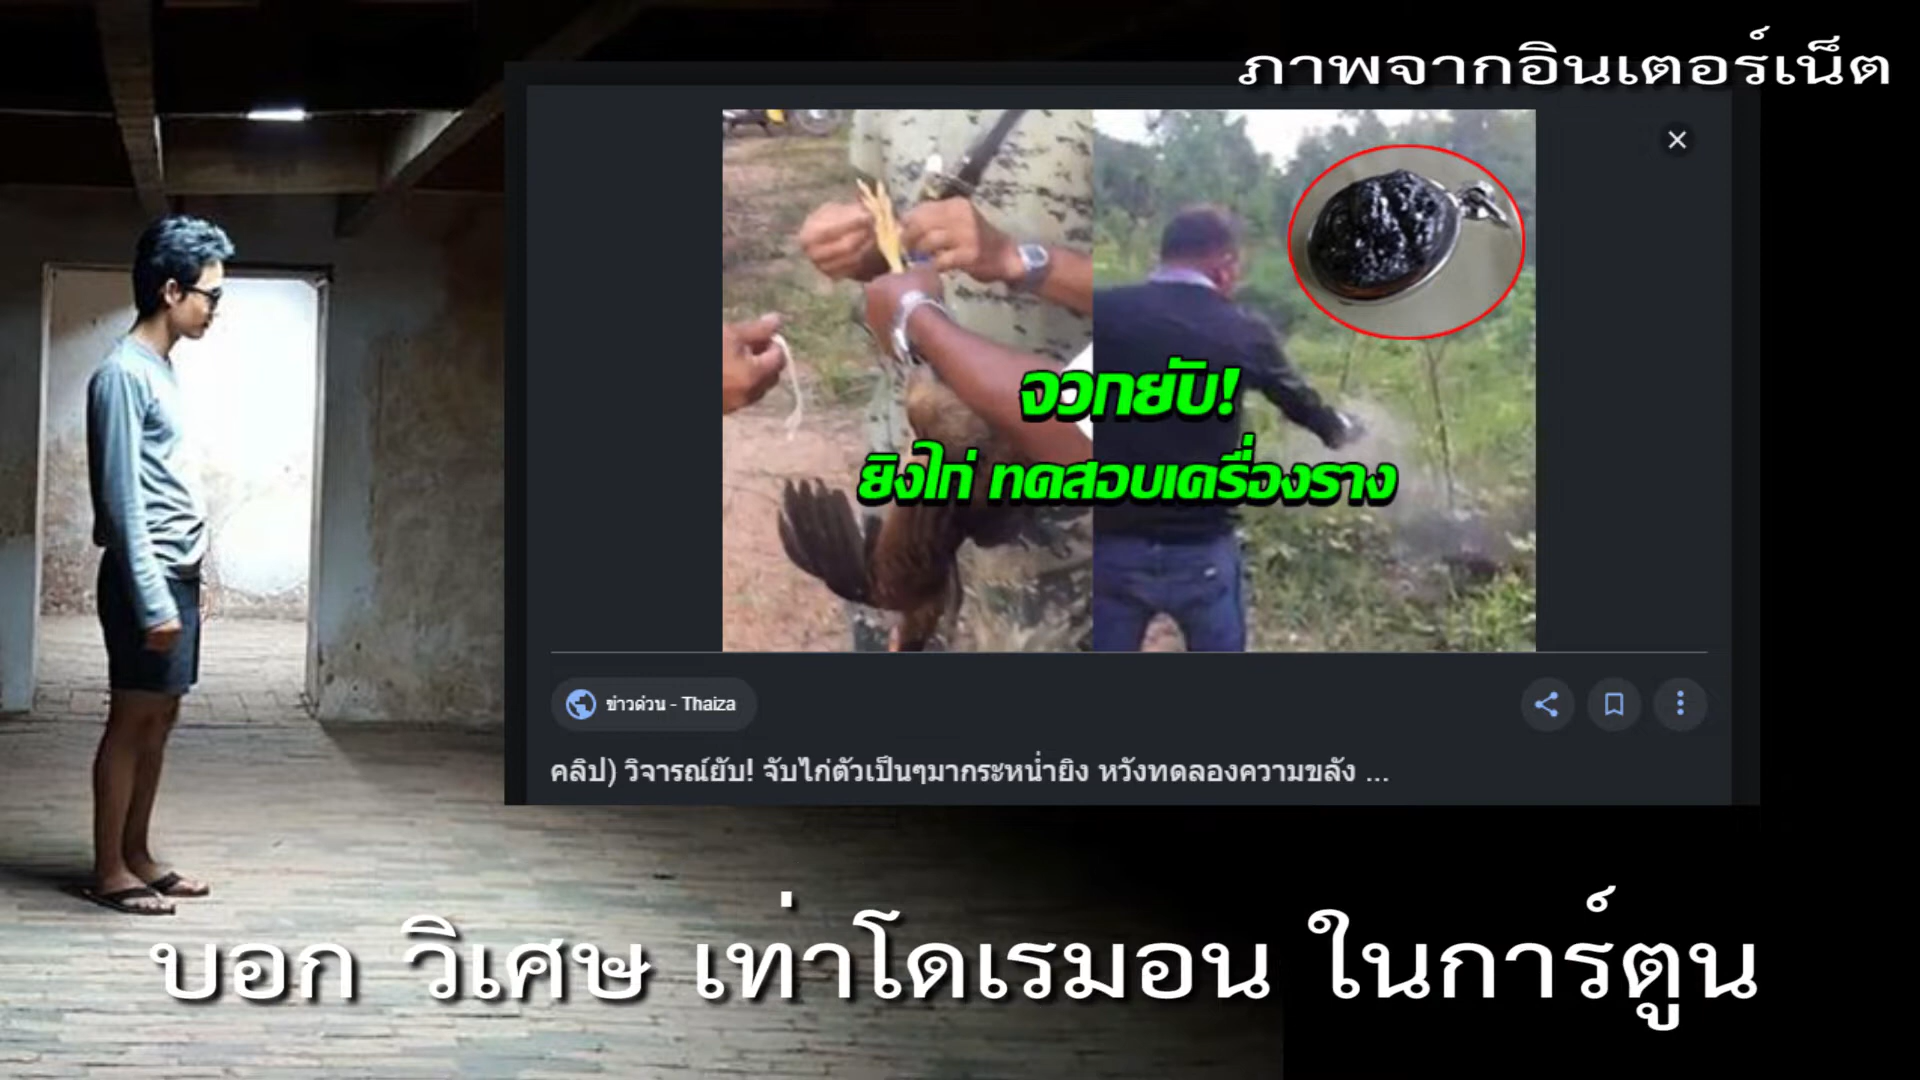 ภาพจากอินเตอร์เน็ต
จวกยับ!
ยิงไก่ ทดสอบเครื่องราง
ข่าวด่วน - Thaiza
คลิป) วิจารณ์ยับ! จับไก่ตัวเป็นๆมากระหน่ำยิง หวังทดลองความขลัง ...
บอก วิเศษ เท่าโดเรมอน ในการ์ตูน